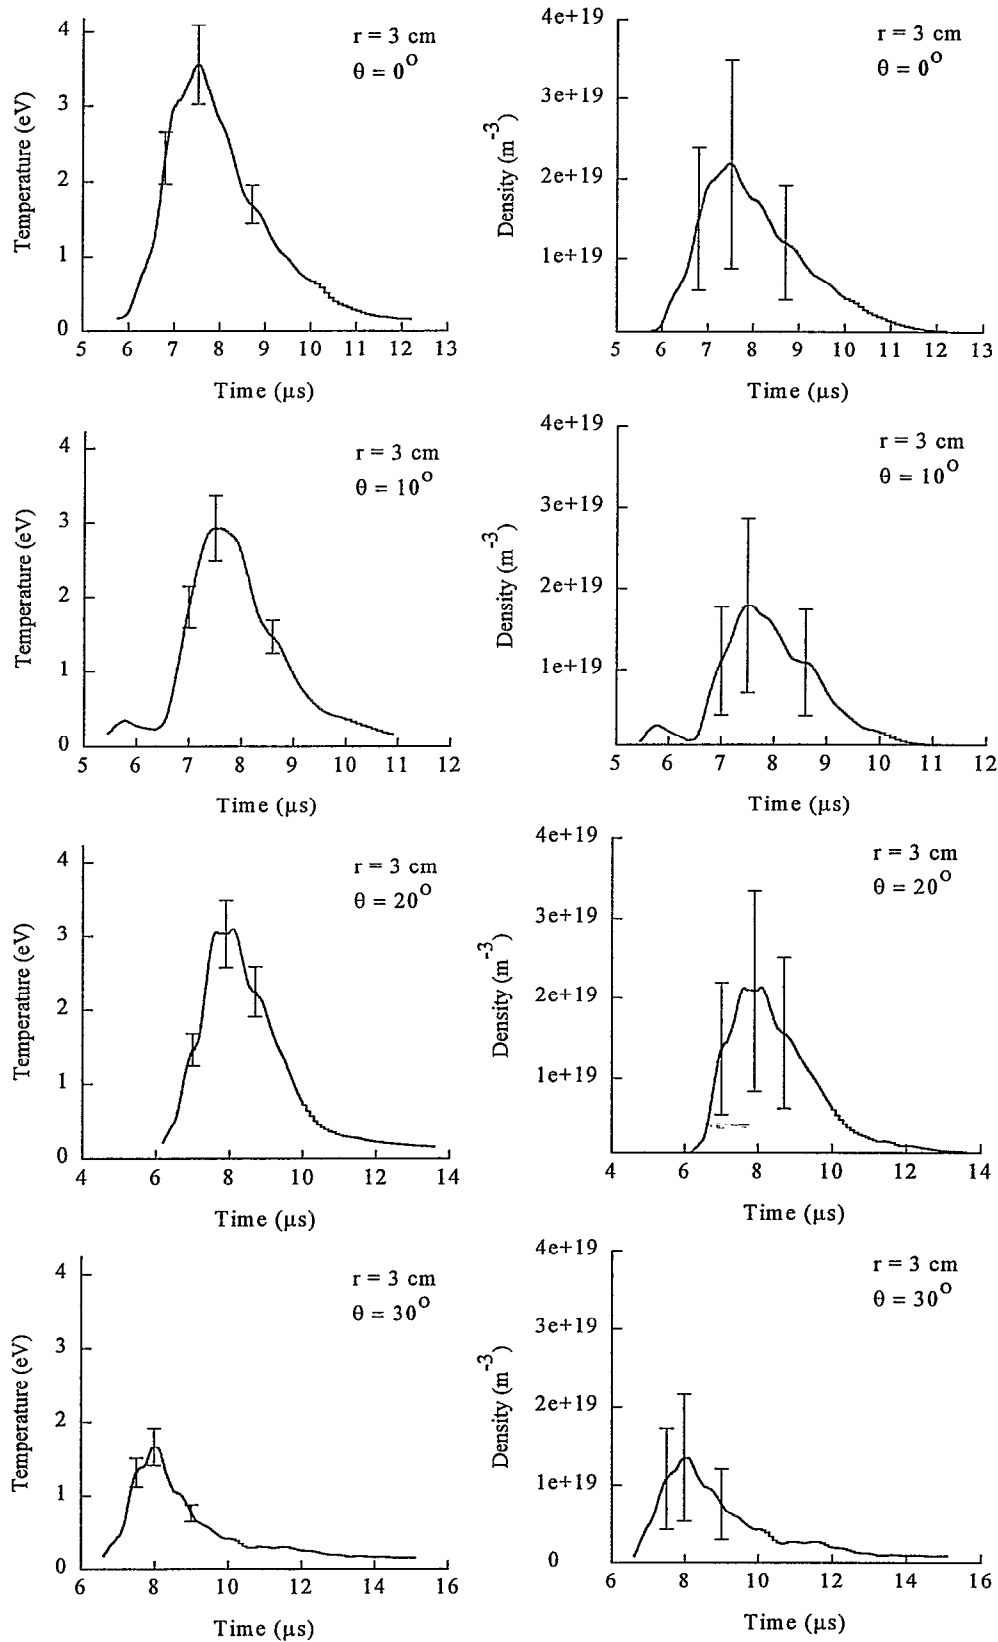 4
3
2
1
0
Temperature (eV)
r = 3 cm
θ = 0°
5 6 7 8 9 10 11 12 13
Time (μs)
4e+19
3e+19
2e+19
1e+19
Density (m⁻³)
r = 3 cm
θ = 0°
5 6 7 8 9 10 11 12 13
Time (μs)
4
3
2
1
0
Temperature (eV)
r = 3 cm
θ = 10°
5 6 7 8 9 10 11 12
Time (μs)
4e+19
3e+19
2e+19
1e+19
Density (m⁻³)
r = 3 cm
θ = 10°
5 6 7 8 9 10 11 12
Time (μs)
4
3
2
1
0
Temperature (eV)
r = 3 cm
θ = 20°
4 6 8 10 12 14
Time (μs)
4e+19
3e+19
2e+19
1e+19
Density (m⁻³)
r = 3 cm
θ = 20°
4 6 8 10 12 14
Time (μs)
4
3
2
1
0
Temperature (eV)
r = 3 cm
θ = 30°
6 8 10 12 14 16
Time (μs)
4e+19
3e+19
2e+19
1e+19
0
Density (m⁻³)
r = 3 cm
θ = 30°
6 8 10 12 14 16
Time (μs)